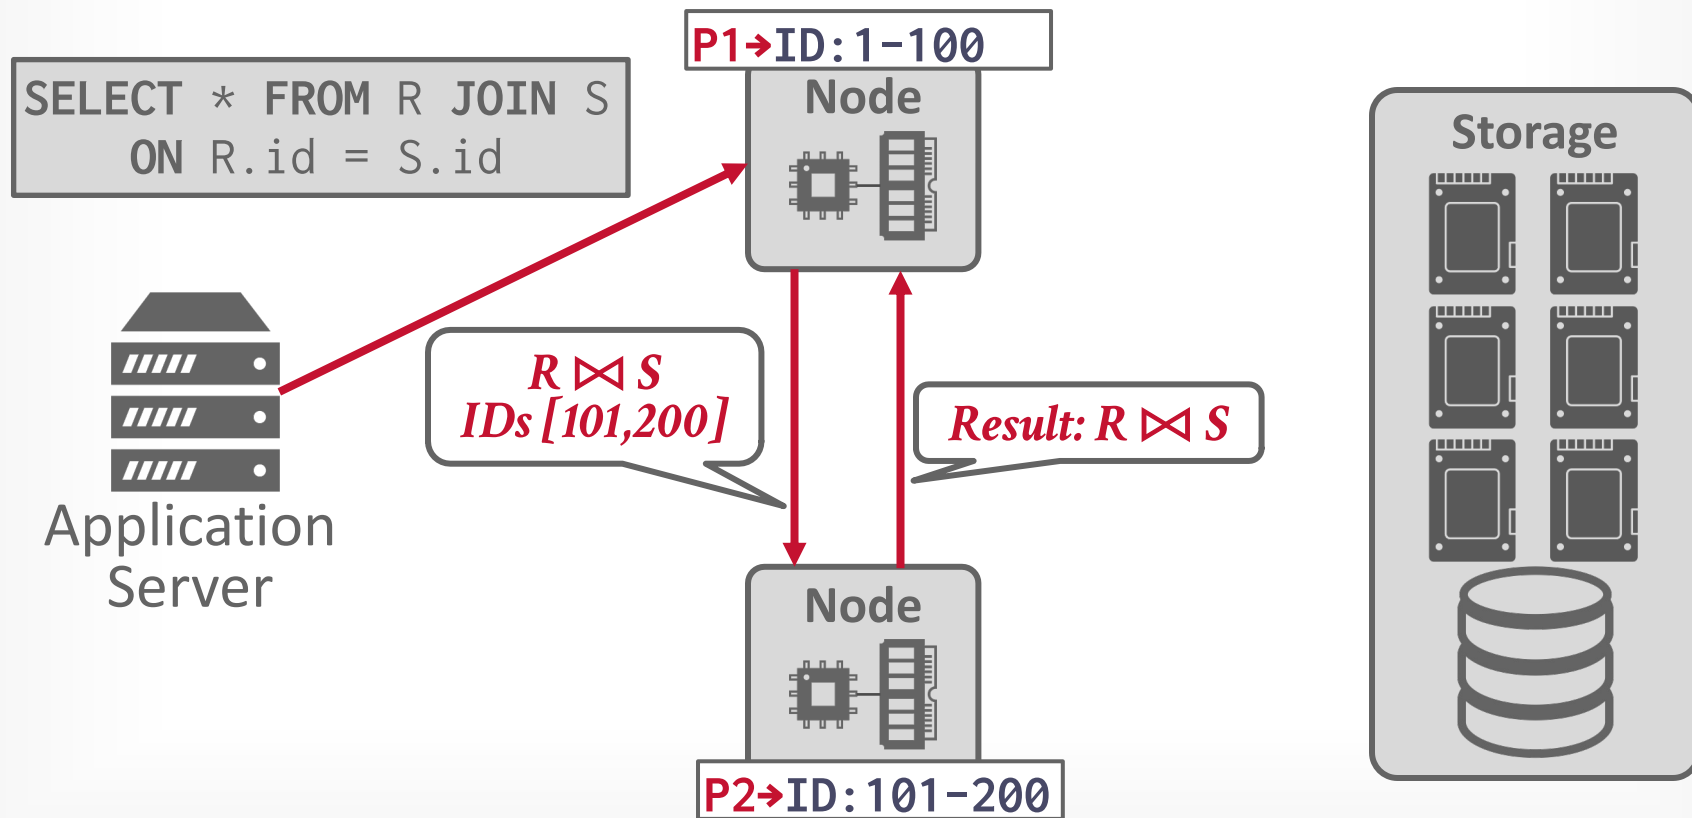 P1→ID:1-100
SELECT * FROM R JOIN S
ON R.id = S.id
Node
Storage
R ⋈ S
IDs [101,200]
Result: R ⋈ S
Application
Server
Node
P2→ID:101-200